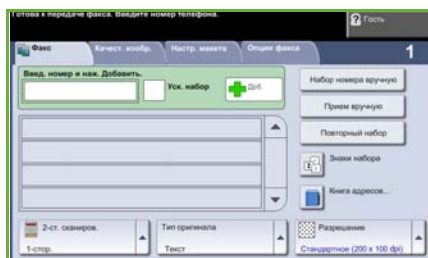 Готова к передаче факса. Введите номер телефона.
Гость
Факс
Качест. изобр.
Настр. макета
Опции факса
1
Введ. номер и наж. Добавить.
Уск. набор
Доб.
Набор номера вручную
Прием вручную
Повторный набор
Знаки набора
Книга адресов...
2-ст. сканиров.
1-стор.
Тип оригинала
Текст
Разрешение
Стандартное (200 x 100 dpi)